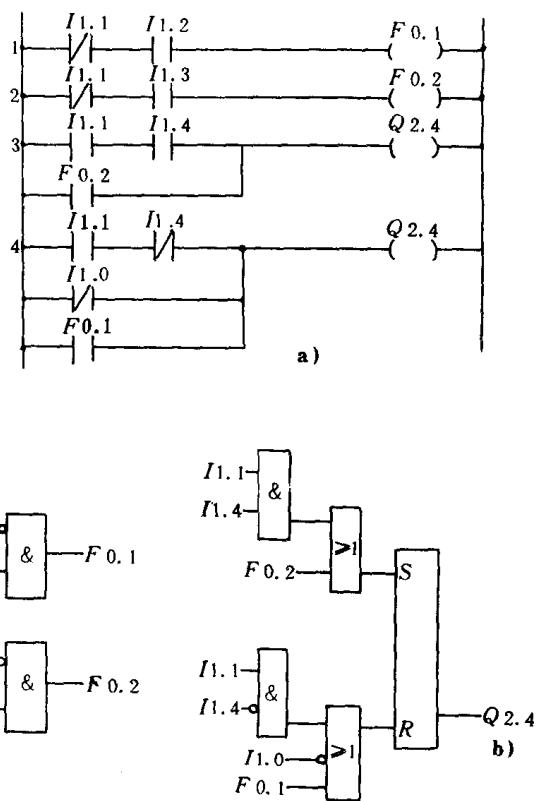 I1.1 I1.2 F0.1
1
I1.1 I1.3 F0.2
2
I1.1 I1.4 Q2.4
3
F0.2
I1.1 I1.4 Q2.4
4
I1.0
F0.1
a)
& F0.1
& F0.2
I1.1
I1.4
&
F0.2
≥1
S
I1.1
I1.4
&
I1.0
F0.1
≥1
R
Q2.4
b)